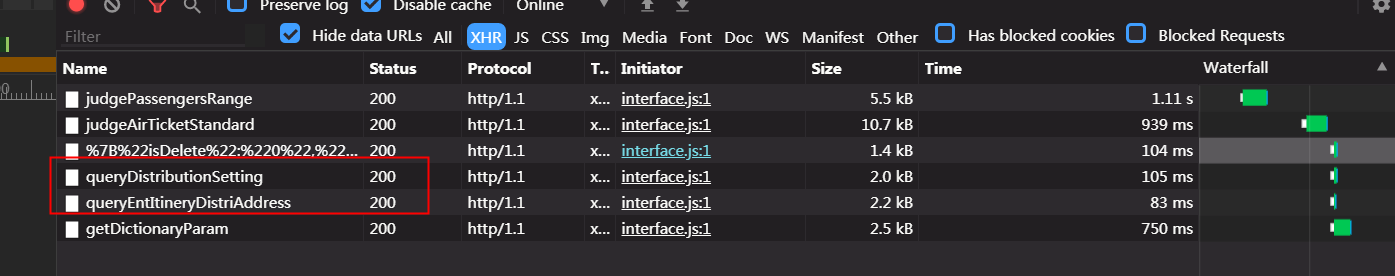 Preserve log Disable cache Online
Filter Hide data URLs All XHR JS CSS Img Media Font Doc WS Manifest Other Has blocked cookies Blocked Requests
Name Status Protocol T.. Initiator Size Time Waterfall
judgePassengersRange 200 http/1.1 x... interface.js:1 5.5 kB 1.11 s
judgeAirTicketStandard 200 http/1.1 x... interface.js:1 10.7 kB 939 ms
%7B%22isDelete%22:%220%22,%22... 200 http/1.1 x... interface.js:1 1.4 kB 104 ms
queryDistributionSetting 200 http/1.1 x... interface.js:1 2.0 kB 105 ms
queryEntItineryDistriAddress 200 http/1.1 x... interface.js:1 2.2 kB 83 ms
getDictionaryParam 200 http/1.1 x... interface.js:1 2.5 kB 750 ms